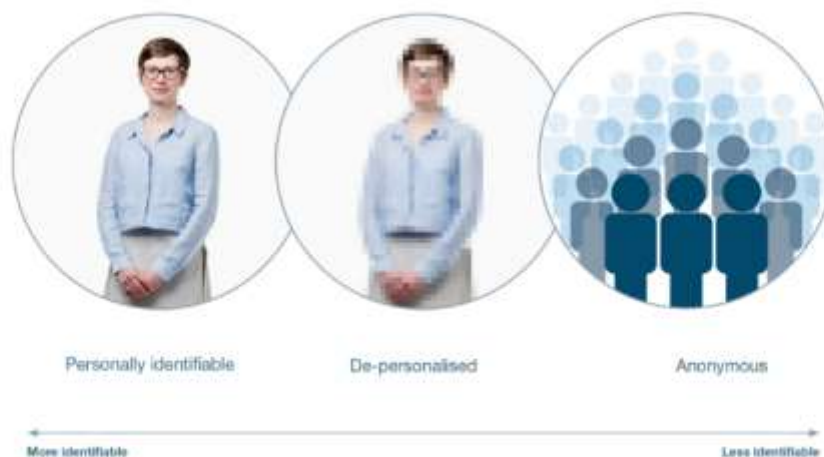 Personally identifiable
De-personalised
Anonymous
More identifiable
Less identifiable